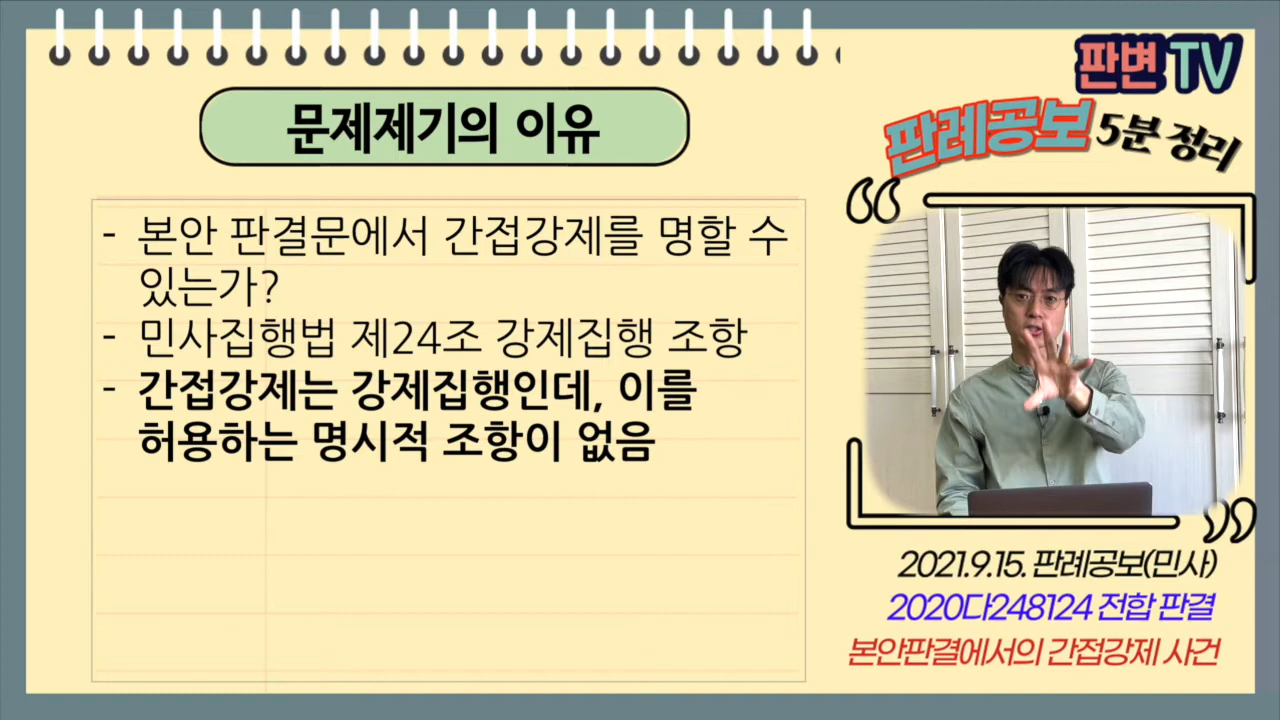 문제제기의 이유
- 본안 판결문에서 간접강제를 명할 수
있는가?
- 민사집행법 제24조 강제집행 조항
- 간접강제는 강제집행인데, 이를
허용하는 명시적 조항이 없음
판변 TV
판례공보 5분 정리
2021.9.15. 판례공보(민사)
2020다248124 전합 판결
본안판결에서의 간접강제 사건